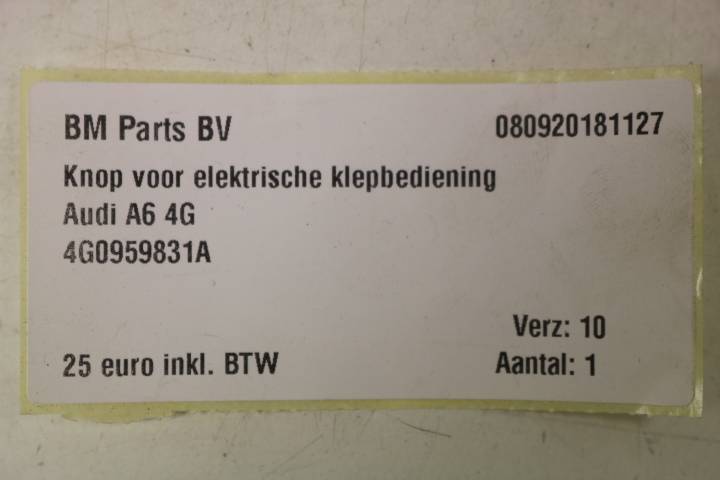 BM Parts BV 080920181127
Knop voor elektrische klepbediening
Audi A6 4G
4G0959831A
Verz: 10
25 euro inkl. BTW Aantal: 1